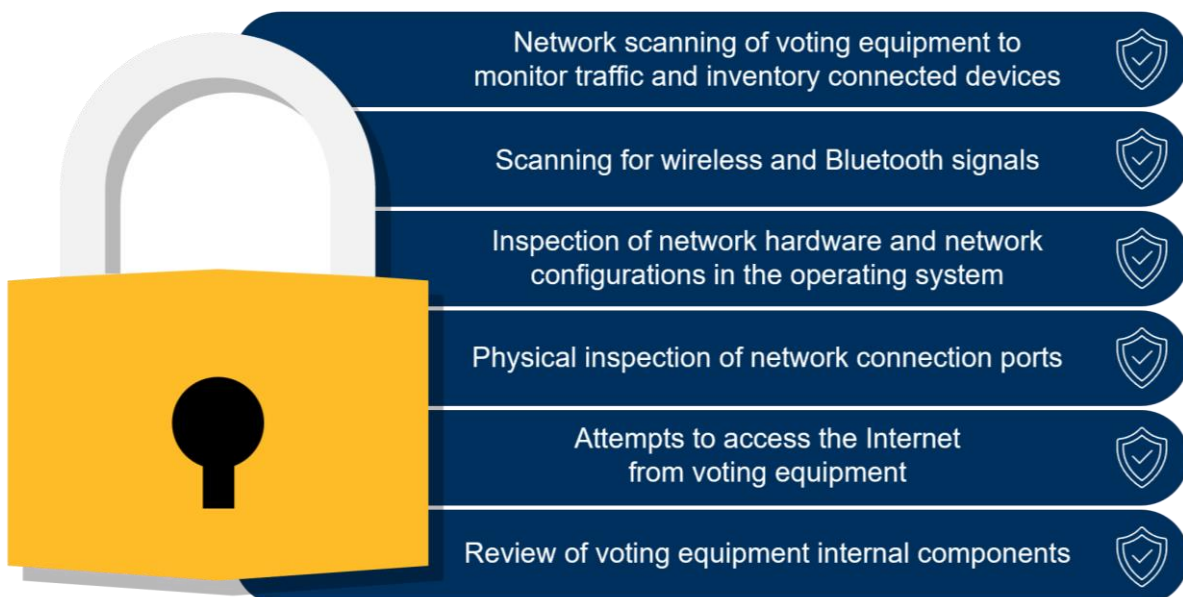 Network scanning of voting equipment to
monitor traffic and inventory connected devices
Scanning for wireless and Bluetooth signals
Inspection of network hardware and network
configurations in the operating system
Physical inspection of network connection ports
Attempts to access the Internet
from voting equipment
Review of voting equipment internal components